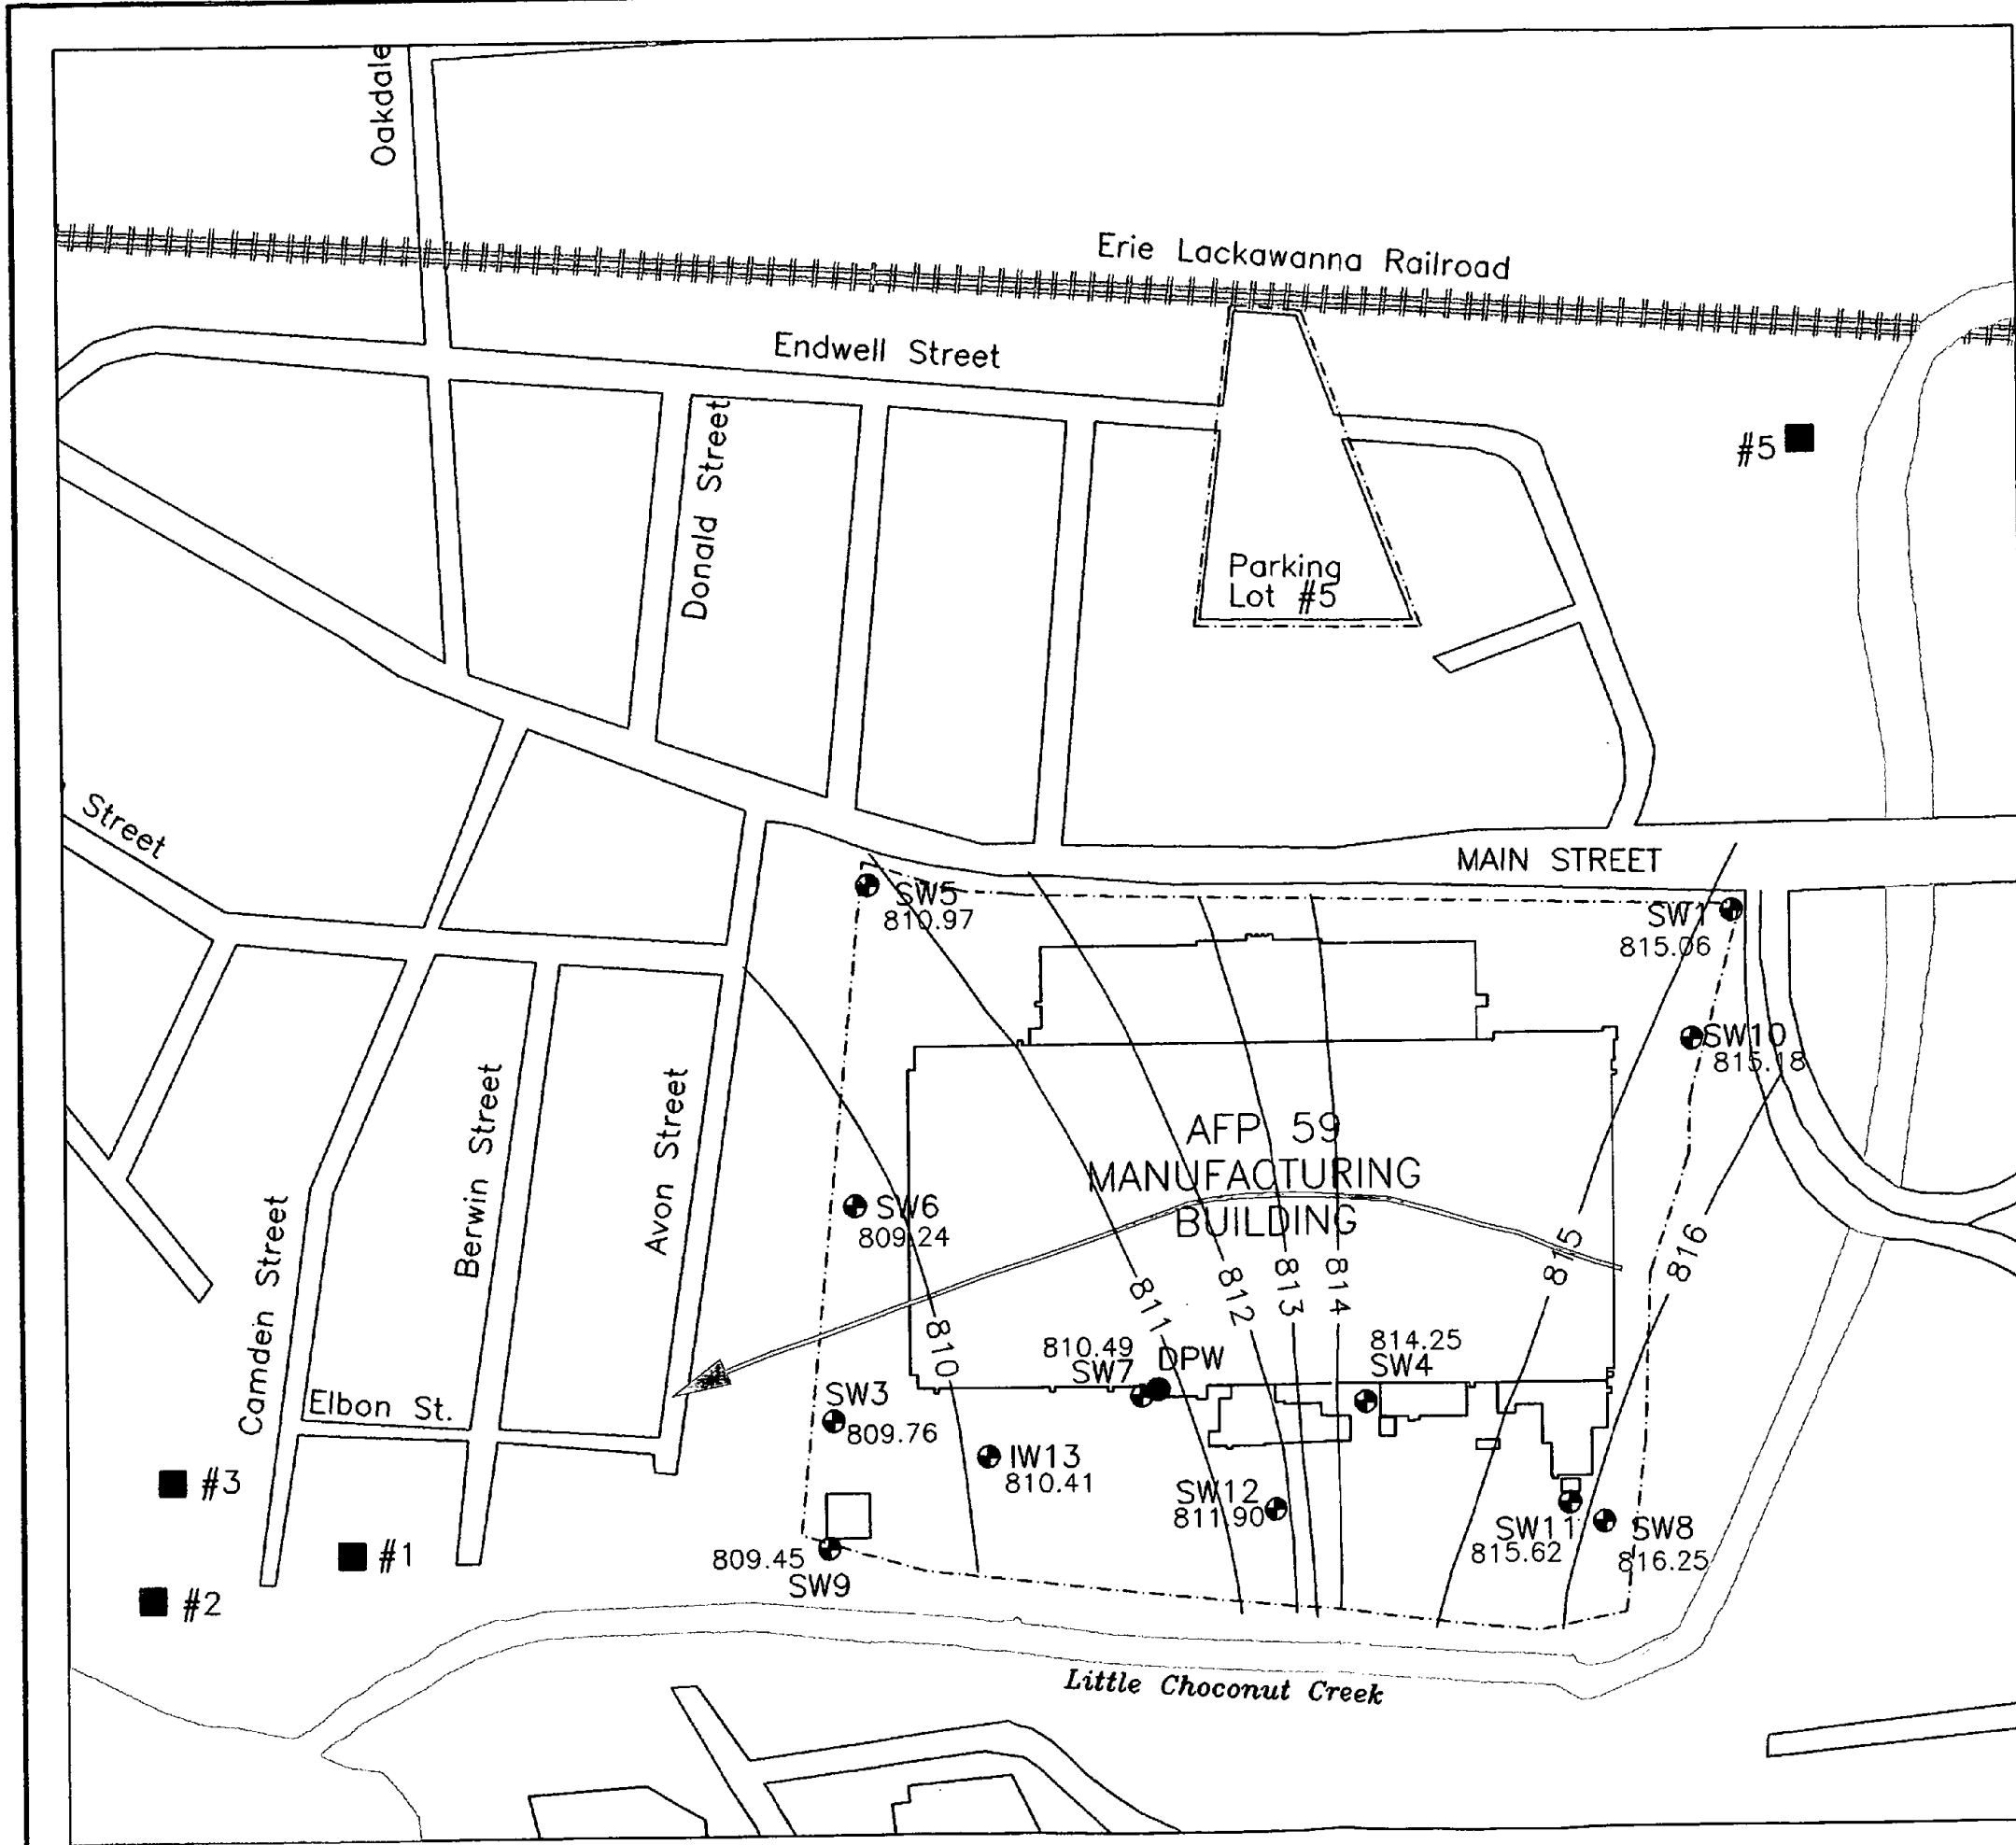 Oakdale
Erie Lackawanna Railroad
Endwell Street
Donald Street
#5
Parking
Lot #5
Street
MAIN STREET
SW5
810.97
SW1
815.06
SW10
815.18
Berwin Street
Avon Street
Camden Street
AFP 59
MANUFACTURING
BUILDING
SW6
809.24
810
811
812
813
814
815
816
810.49
SW7
DPW
814.25
SW4
Elbon St.
SW3
809.76
IW13
810.41
SW12
811.90
SW11
815.62
SW8
816.25
809.45
SW9
#3
#1
#2
Little Choconut Creek